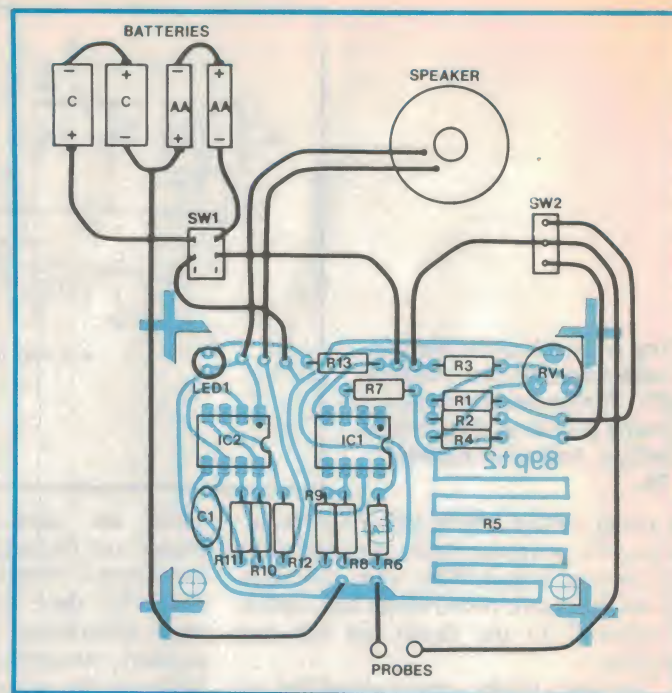 BATTERIES
SPEAKER
- + - +
C C AA AA
+ - + -
SW1
SW2
LED1
R13
R3
RV1
R7
R1
R2
R4
IC2
IC1
89pt2
C1
R9
R5
R11
R10
R12
R8
R6
PROBES